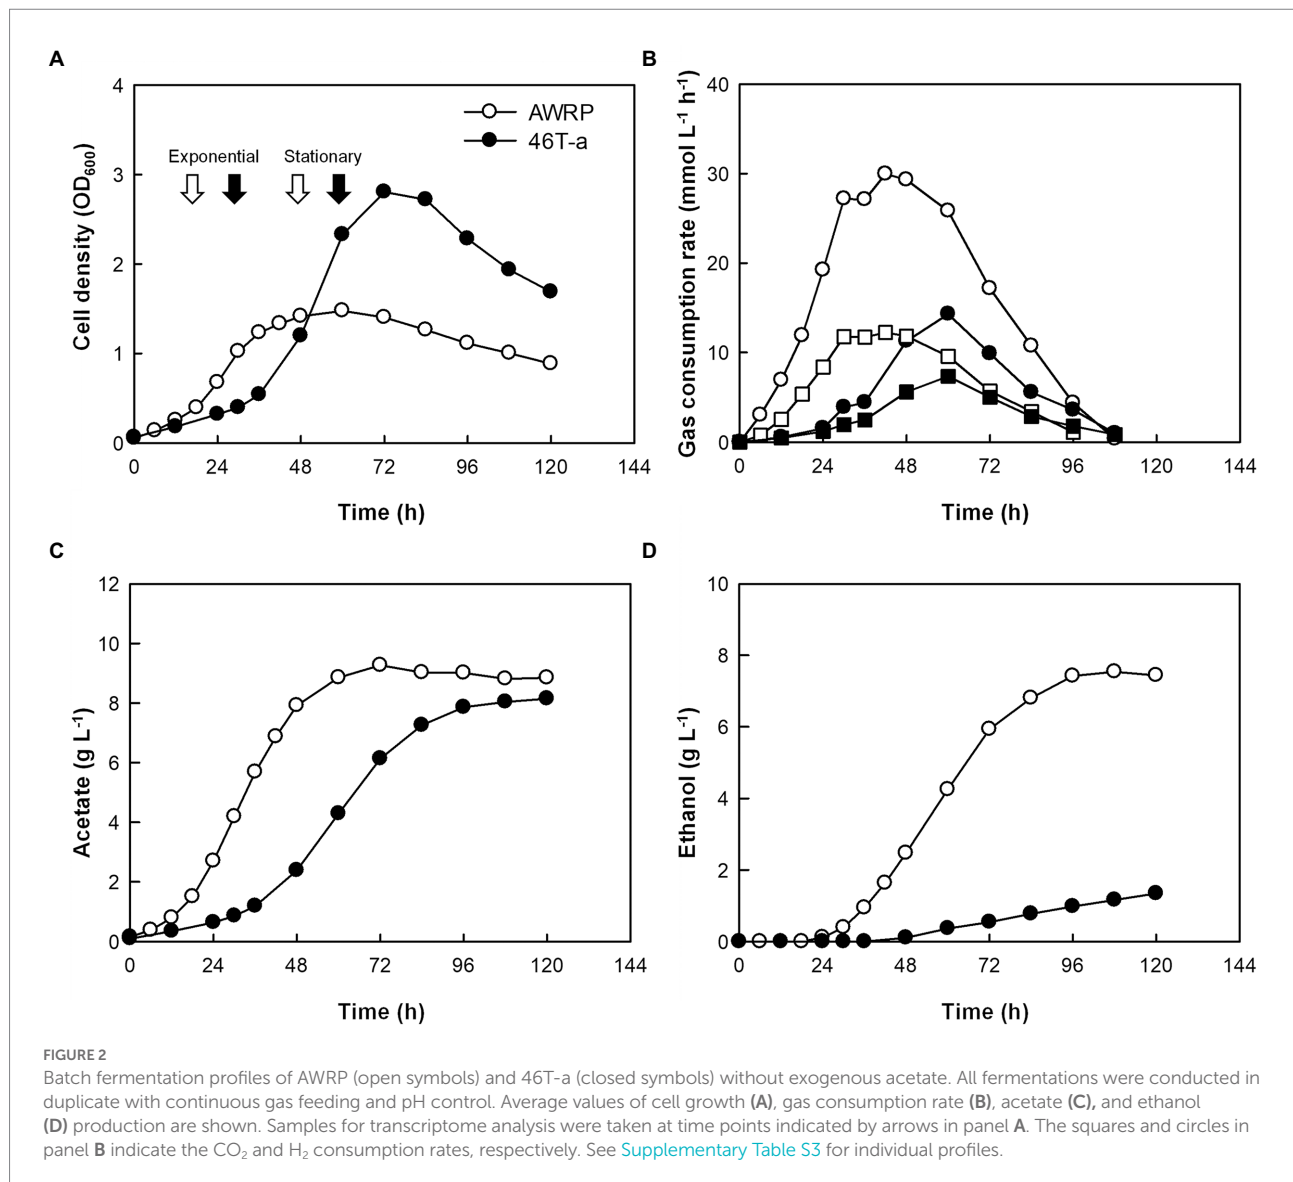 A
Cell density (OD600)
4
3
2
1
0
AWRP
46T-a
Exponential Stationary
0 24 48 72 96 120 144
Time (h)
B
Gas consumption rate (mmol L-1 h-1)
40
30
20
10
0
0 24 48 72 96 120 144
Time (h)
C
Acetate (g L-1)
12
10
8
6
4
2
0
0 24 48 72 96 120 144
Time (h)
D
Ethanol (g L-1)
10
8
6
4
2
0
0 24 48 72 96 120 144
Time (h)
FIGURE 2
Batch fermentation profiles of AWRP (open symbols) and 46T-a (closed symbols) without exogenous acetate. All fermentations were conducted in
duplicate with continuous gas feeding and pH control. Average values of cell growth (A), gas consumption rate (B), acetate (C), and ethanol
(D) production are shown. Samples for transcriptome analysis were taken at time points indicated by arrows in panel A. The squares and circles in
panel B indicate the CO2 and H2 consumption rates, respectively. See Supplementary Table S3 for individual profiles.